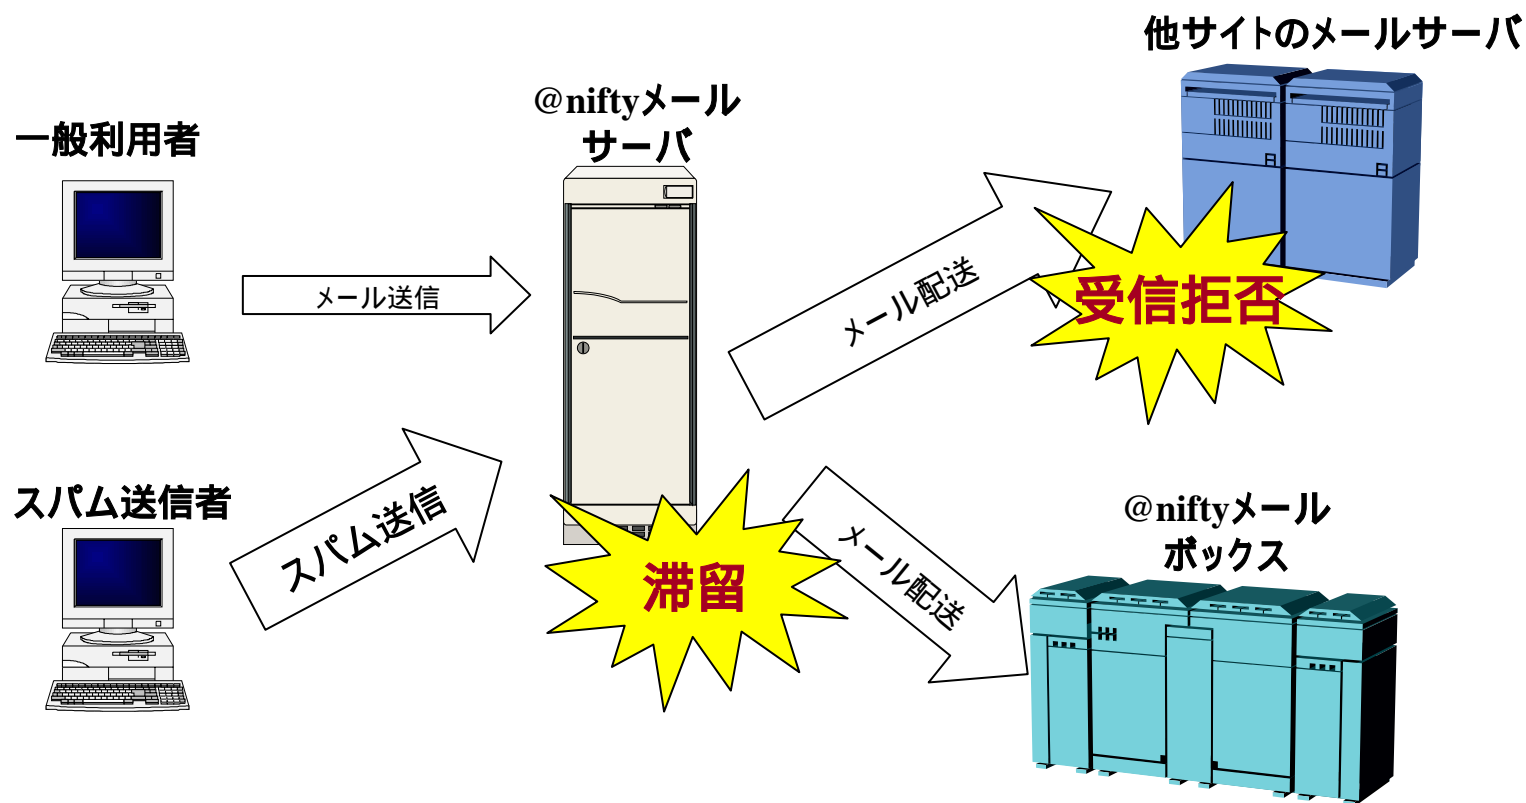 他サイトのメールサーバ
@niftyメール
サーバ
一般利用者
メール送信
メール配送
受信拒否
スパム送信者
スパム送信
滞留
メール配送
@niftyメール
ボックス